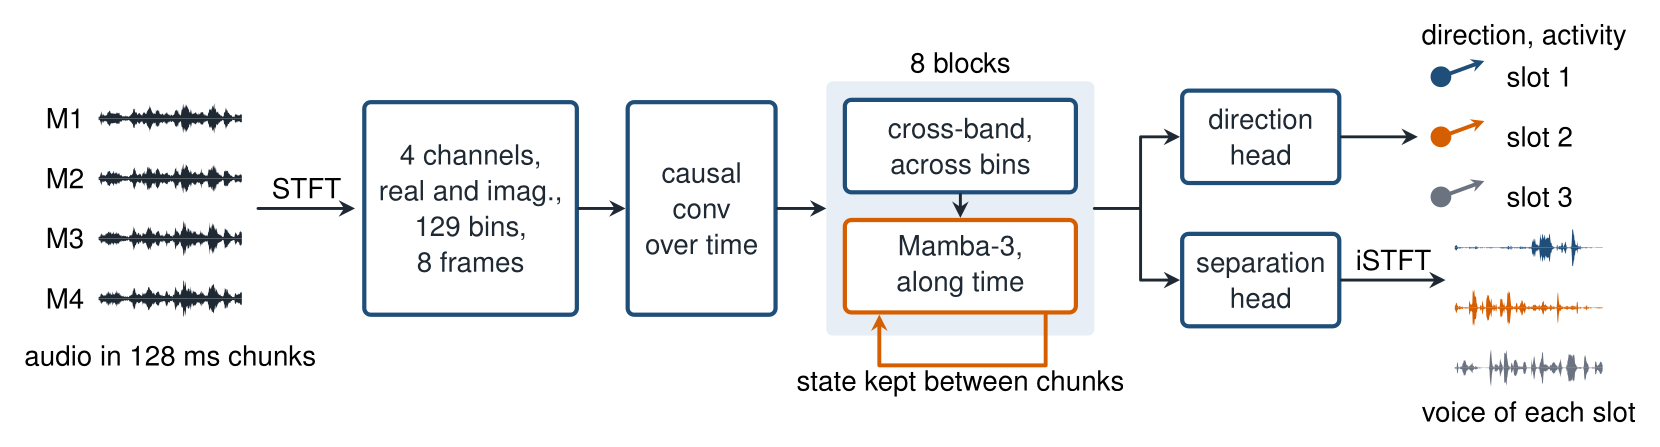 M1
M2
M3
M4
audio in 128 ms chunks
STFT
4 channels,
real and imag.,
129 bins,
8 frames
causal
conv
over time
8 blocks
cross-band,
across bins
Mamba-3,
along time
state kept between chunks
direction
head
separation
head
iSTFT
direction, activity
slot 1
slot 2
slot 3
voice of each slot